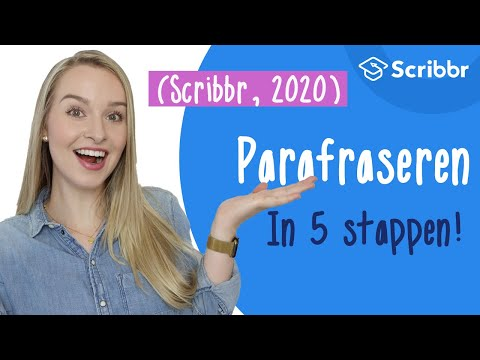 Scribbr
(Scribbr, 2020)
Parafraseren
In 5 stappen!